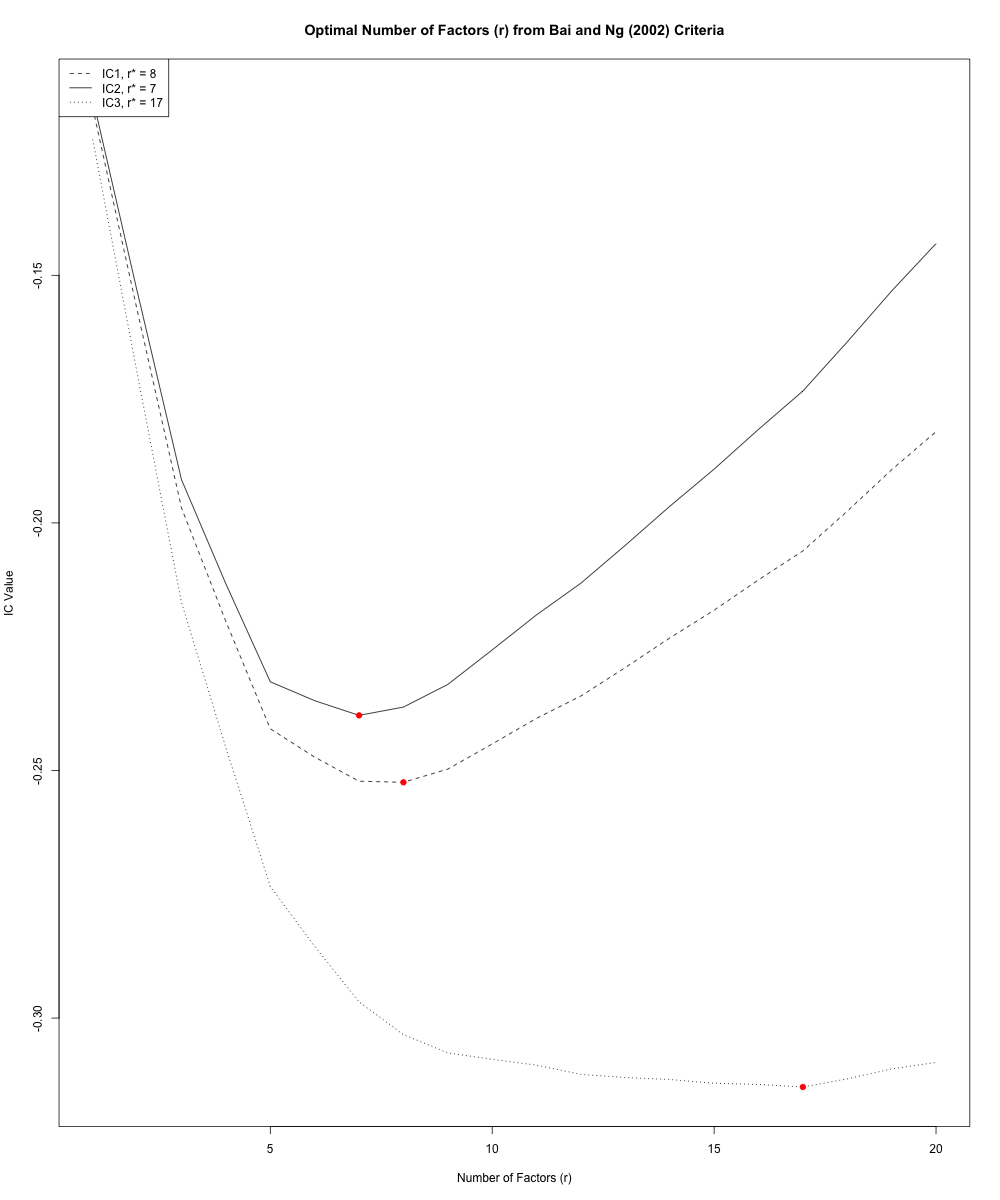 Optimal Number of Factors (r) from Bai and Ng (2002) Criteria
IC1, r* = 8
IC2, r* = 7
IC3, r* = 17
-0.15
-0.20
-0.25
-0.30
IC Value
5 10 15 20
Number of Factors (r)